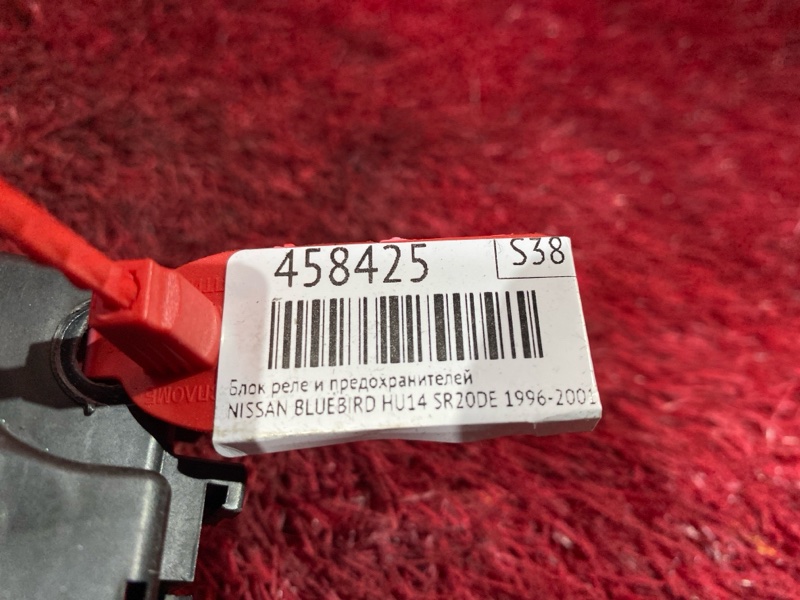 458425
S38
Блок реле и предохранителей
NISSAN BLUEBIRD HU14 SR20DE 1996-2001